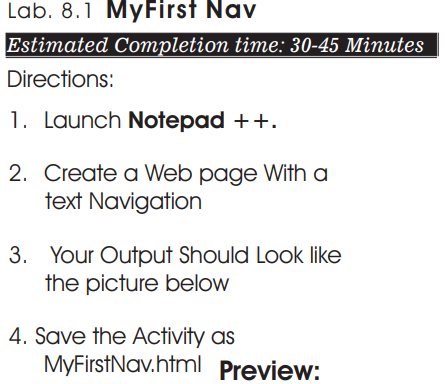 Lab. 8.1 MyFirst Nav
Estimated Completion time: 30-45 Minutes
Directions:
1. Launch Notepad ++.
2. Create a Web page With a
text Navigation
3. Your Output Should Look like
the picture below
4. Save the Activity as
MyFirstNav.html Preview: